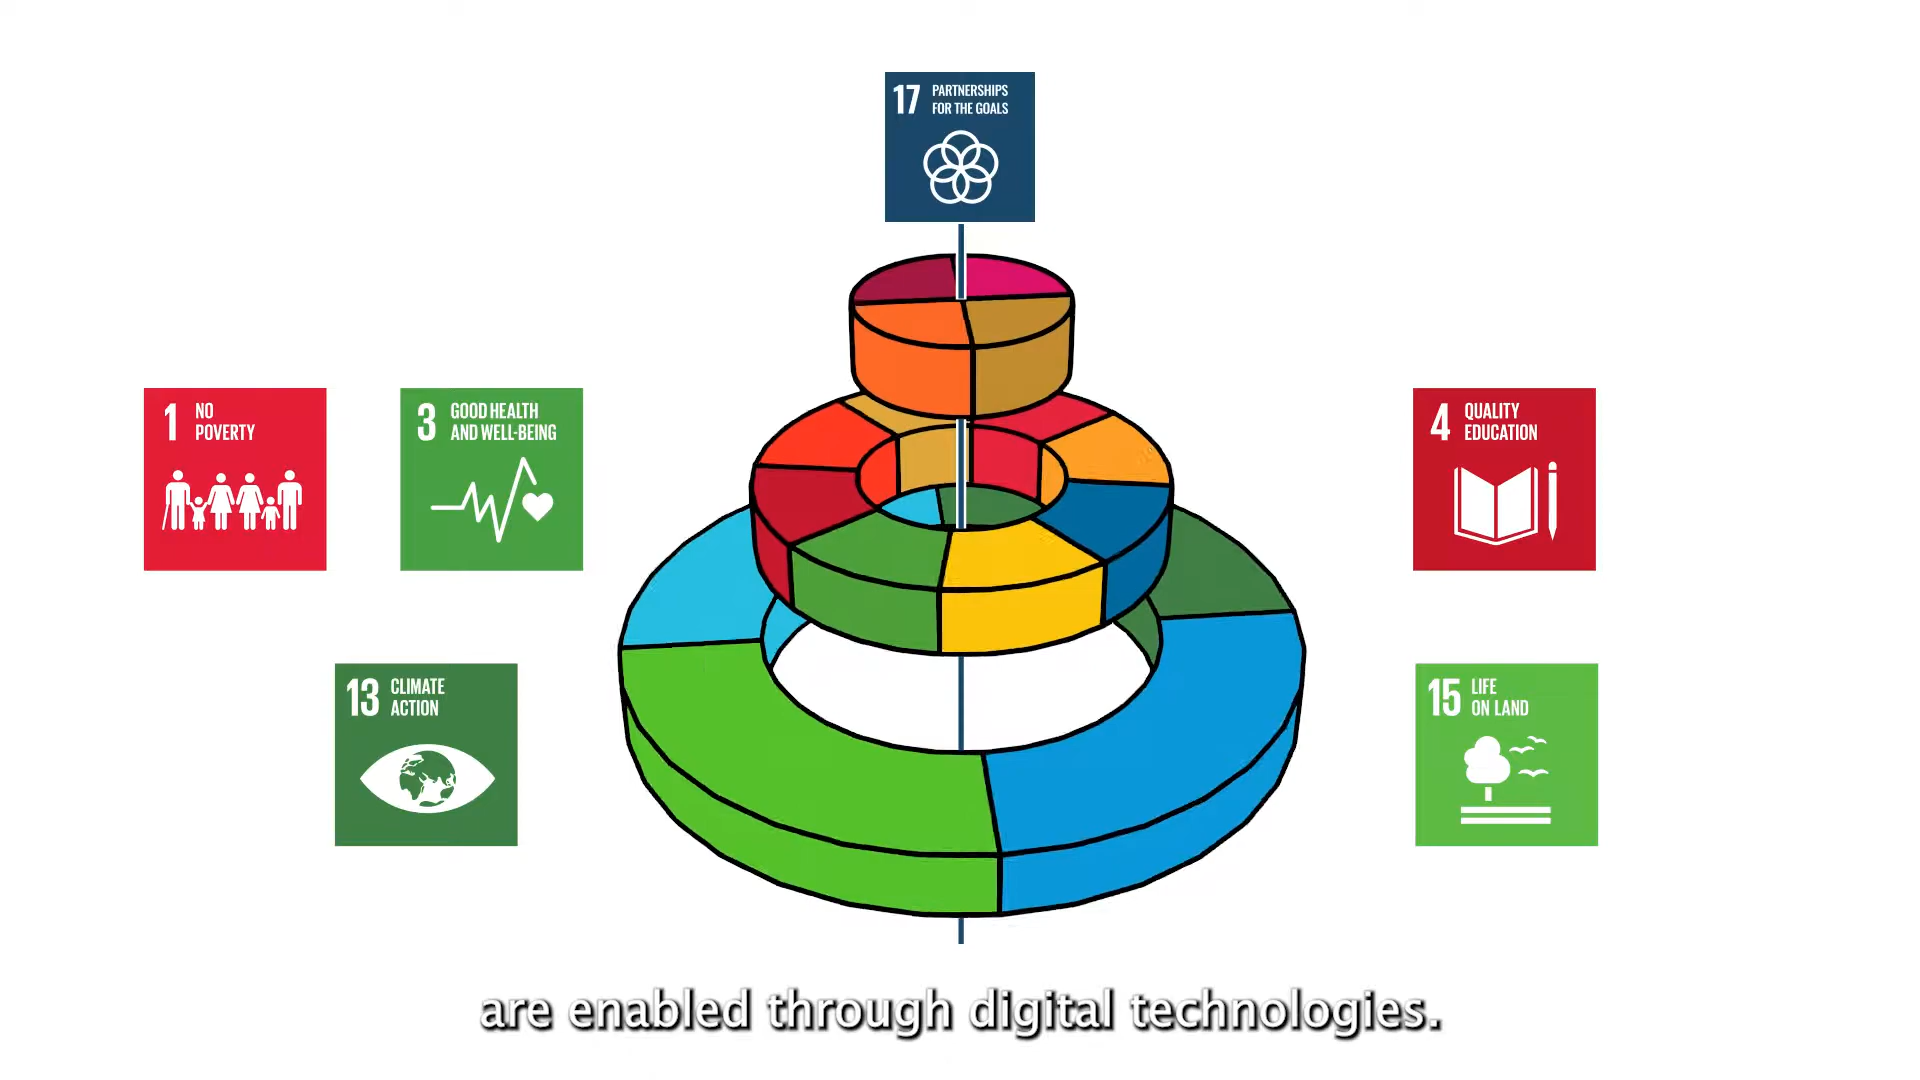 17 PARTNERSHIPS
FOR THE GOALS
1 NO
POVERTY
3 GOOD HEALTH
AND WELL-BEING
4 QUALITY
EDUCATION
13 CLIMATE
ACTION
15 LIFE
ON LAND
are enabled through digital technologies.